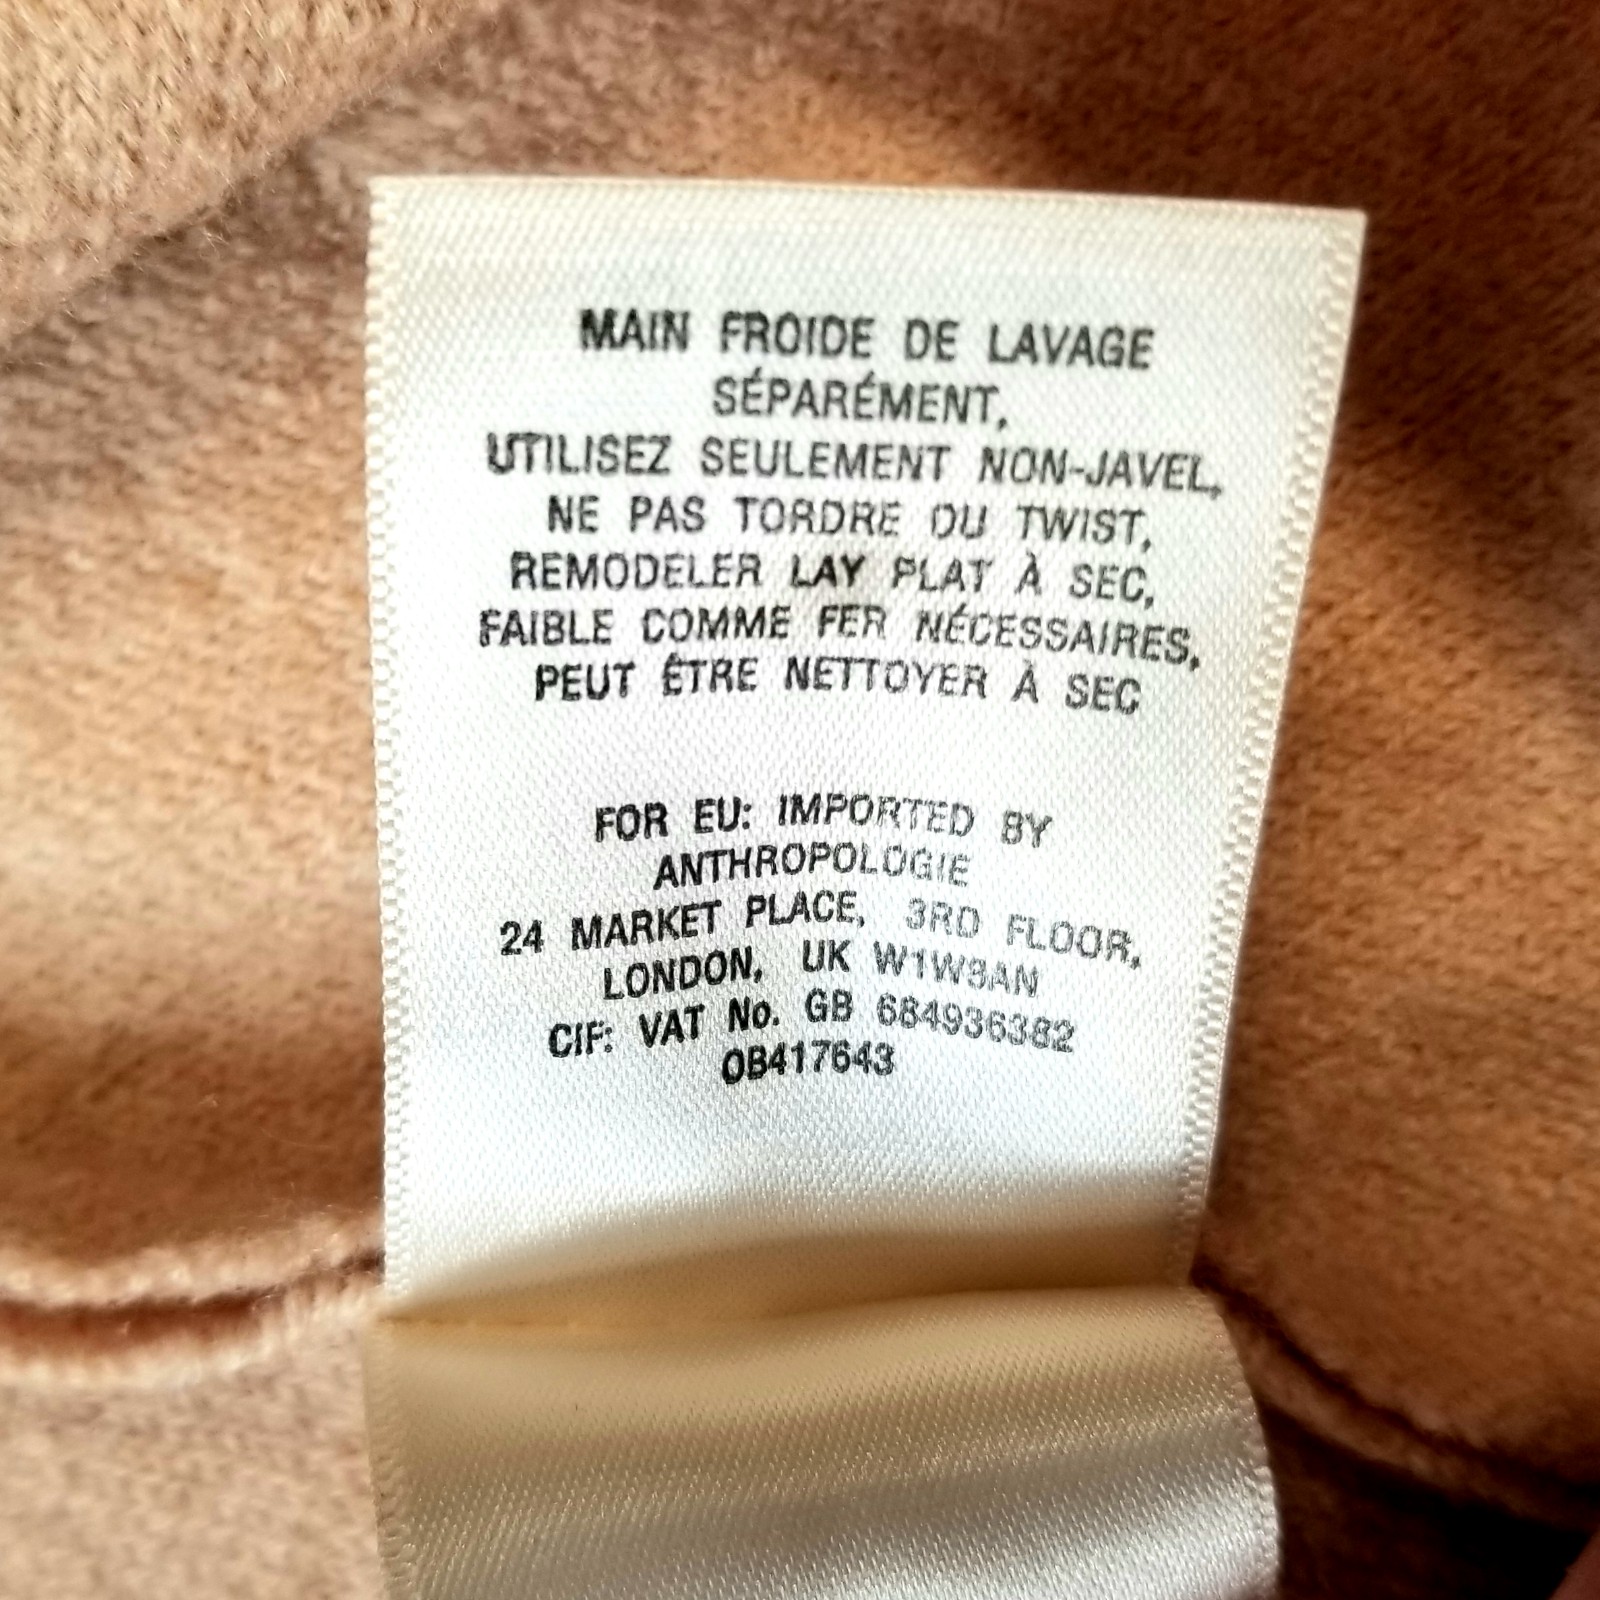 MAIN FROIDE DE LAVAGE
SÉPARÉMENT,
UTILISEZ SEULEMENT NON-JAVEL,
NE PAS TORDRE OU TWIST,
REMODELER LAY PLAT À SEC,
FAIBLE COMME FER NÉCESSAIRES,
PEUT ÊTRE NETTOYER À SEC
FOR EU: IMPORTED BY
ANTHROPOLOGIE
24 MARKET PLACE, 3RD FLOOR,
LONDON, UK W1W8AN
CIF: VAT No. GB 684936382
0B417643